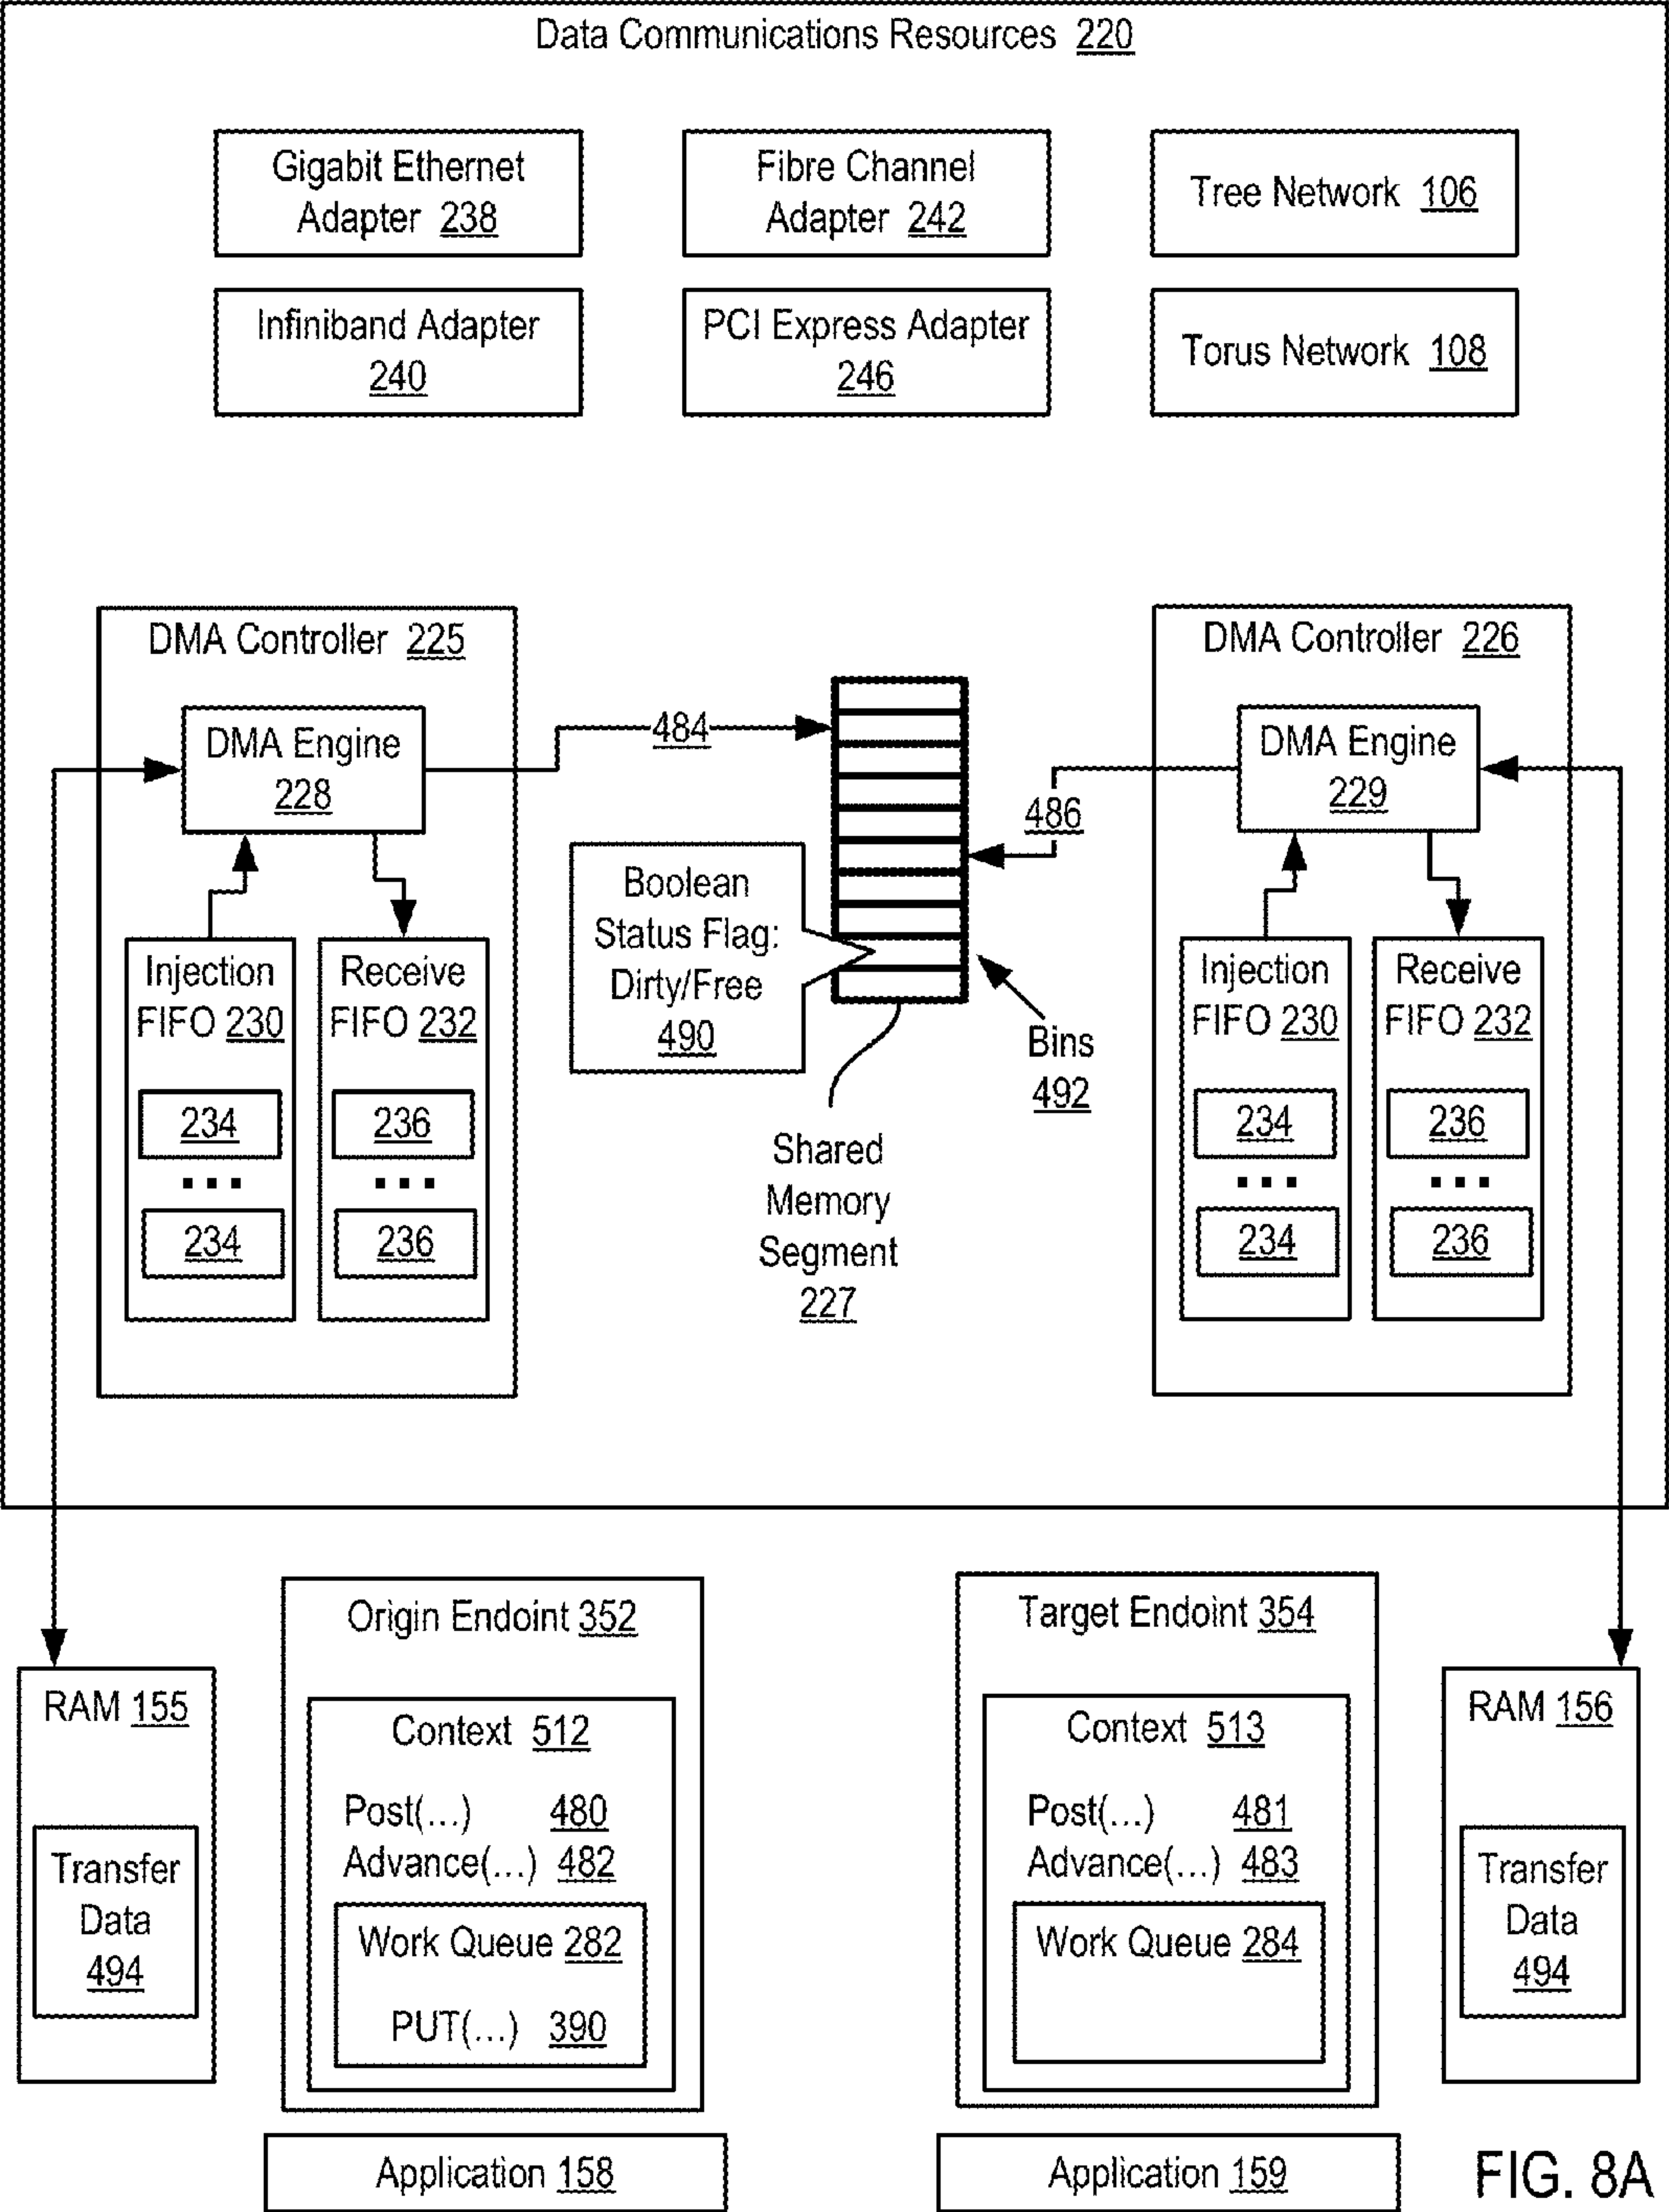 Data Communications Resources 220
Gigabit Ethernet
Adapter 238
Fibre Channel
Adapter 242
Tree Network 106
Infiniband Adapter
240
PCI Express Adapter
246
Torus Network 108
DMA Controller 225
DMA Engine
228
Injection
FIFO 230
234
...
234
Receive
FIFO 232
236
...
236
484
486
Boolean
Status Flag:
Dirty/Free
490
Bins
492
Shared
Memory
Segment
227
DMA Controller 226
DMA Engine
229
Injection
FIFO 230
234
...
234
Receive
FIFO 232
236
...
236
RAM 155
Transfer
Data
494
Origin Endoint 352
Context 512
Post(...) 480
Advance(...) 482
Work Queue 282
PUT(...) 390
Application 158
Target Endoint 354
Context 513
Post(...) 481
Advance(...) 483
Work Queue 284
Application 159
RAM 156
Transfer
Data
494
FIG. 8A